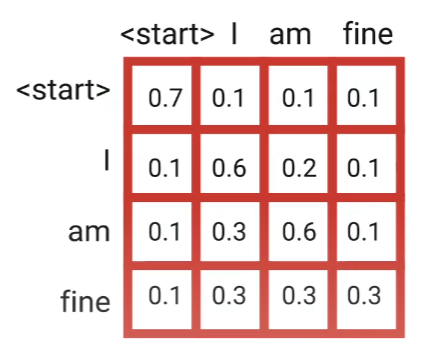 <start> I am fine
<start> 0.7 0.1 0.1 0.1
I 0.1 0.6 0.2 0.1
am 0.1 0.3 0.6 0.1
fine 0.1 0.3 0.3 0.3